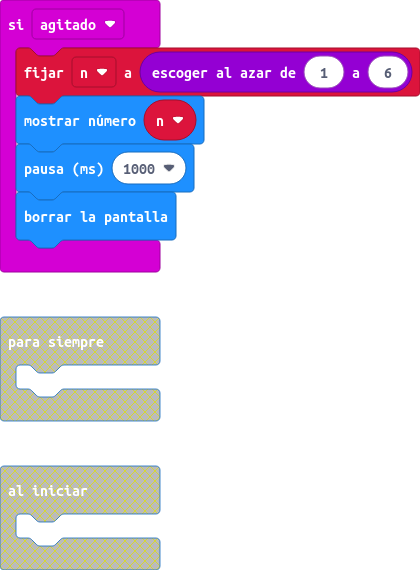 si agitado
fijar n a escoger al azar de 1 a 6
mostrar número n
pausa (ms) 1000
borrar la pantalla
para siempre
al iniciar